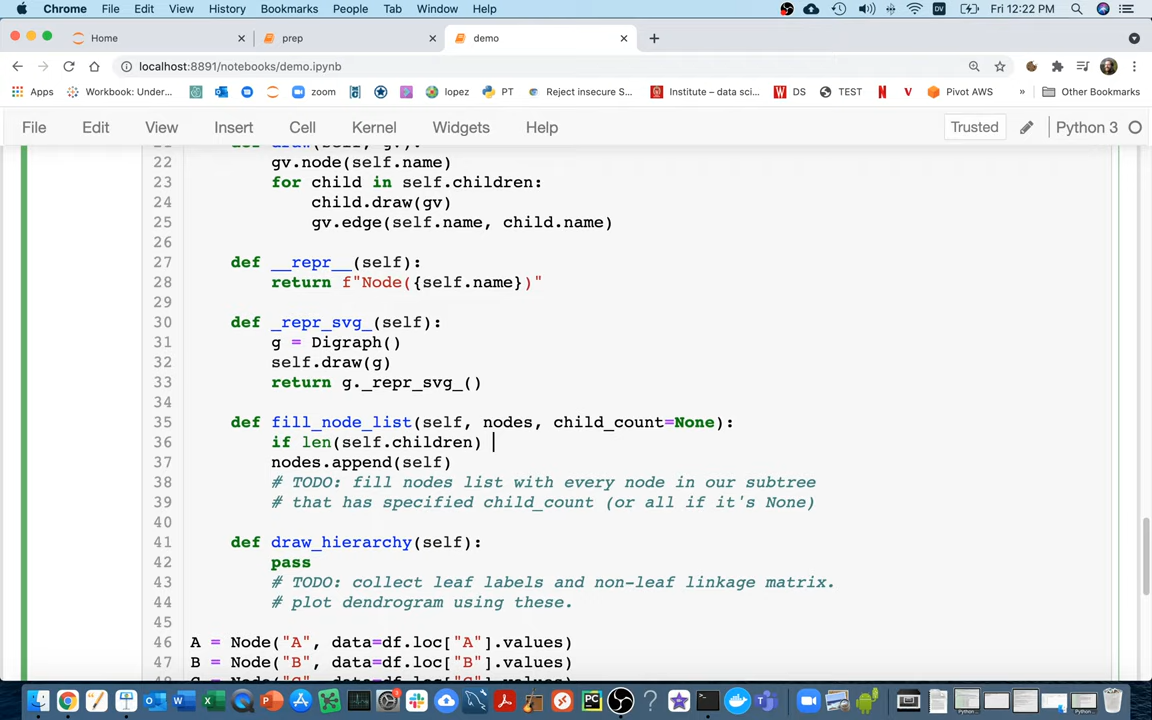 Chrome File Edit View History Bookmarks People Tab Window Help Fri 12:22 PM
Home prep demo
localhost:8891/notebooks/demo.ipynb
Apps Workbook: Under... zoom lopez PT Reject insecure S... Institute – data sci... DS TEST Pivot AWS » Other Bookmarks
File Edit View Insert Cell Kernel Widgets Help Trusted Python 3
22 gv.node(self.name)
23 for child in self.children:
24 child.draw(gv)
25 gv.edge(self.name, child.name)
26
27 def __repr__(self):
28 return f"Node({self.name})"
29
30 def _repr_svg_(self):
31 g = Digraph()
32 self.draw(g)
33 return g._repr_svg_()
34
35 def fill_node_list(self, nodes, child_count=None):
36 if len(self.children)
37 nodes.append(self)
38 # TODO: fill nodes list with every node in our subtree
39 # that has specified child_count (or all if it's None)
40
41 def draw_hierarchy(self):
42 pass
43 # TODO: collect leaf labels and non-leaf linkage matrix.
44 # plot dendrogram using these.
45
46 A = Node("A", data=df.loc["A"].values)
47 B = Node("B", data=df.loc["B"].values)